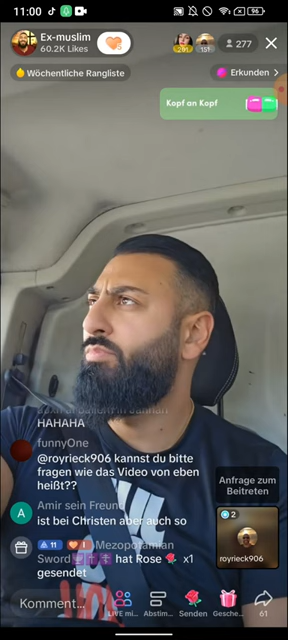 11:00
96
Ex-muslim
60.2K Likes
291
151
277
Wöchentliche Rangliste
Erkunden
Kopf an Kopf
HAHAHA
funnyOne
@royrieck906 kannst du bitte
fragen wie das Video von eben
heißt??
Amir sein Freund
ist bei Christen aber auch so
11 1 Mezopotamian
Sword hat Rose x1
gesendet
Anfrage zum
Beitreten
2
royrieck906
Komment...
LIVE mi...
Abstim...
Senden
Gesche...
61